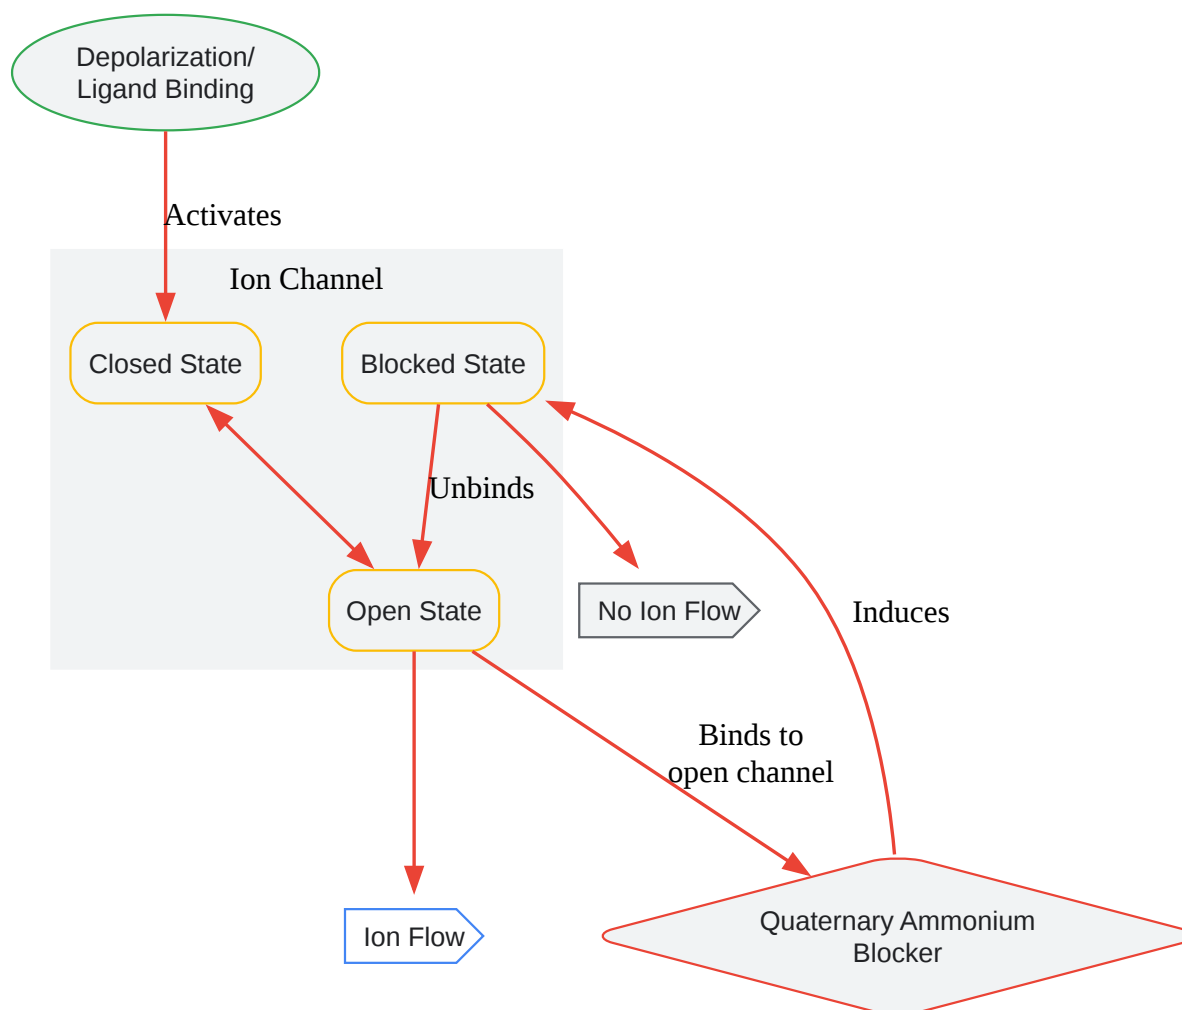 Depolarization/
Ligand Binding
Activates
Ion Channel
Closed State
Blocked State
Unbinds
Open State
No Ion Flow
Induces
Binds to
open channel
Ion Flow
Quaternary Ammonium
Blocker